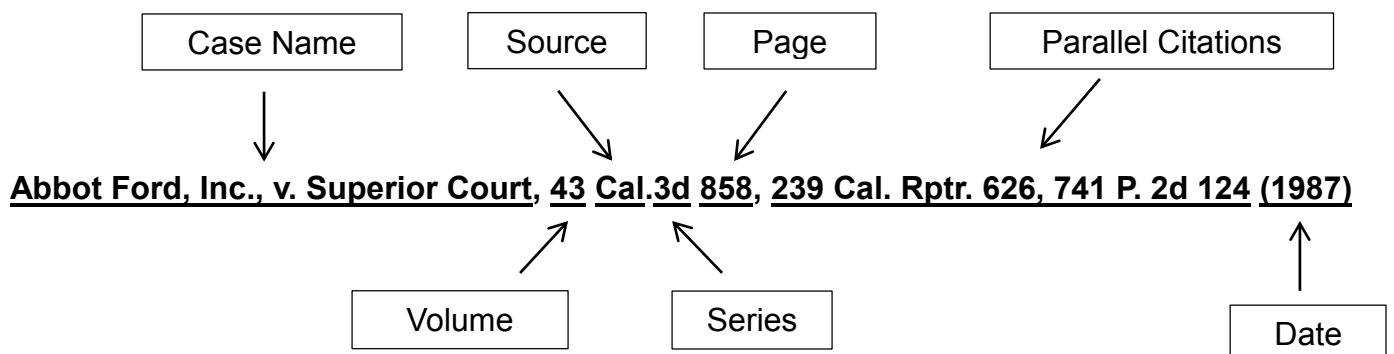 Case Name Source Page Parallel Citations
Abbot Ford, Inc., v. Superior Court, 43 Cal.3d 858, 239 Cal. Rptr. 626, 741 P. 2d 124 (1987)
Volume Series Date